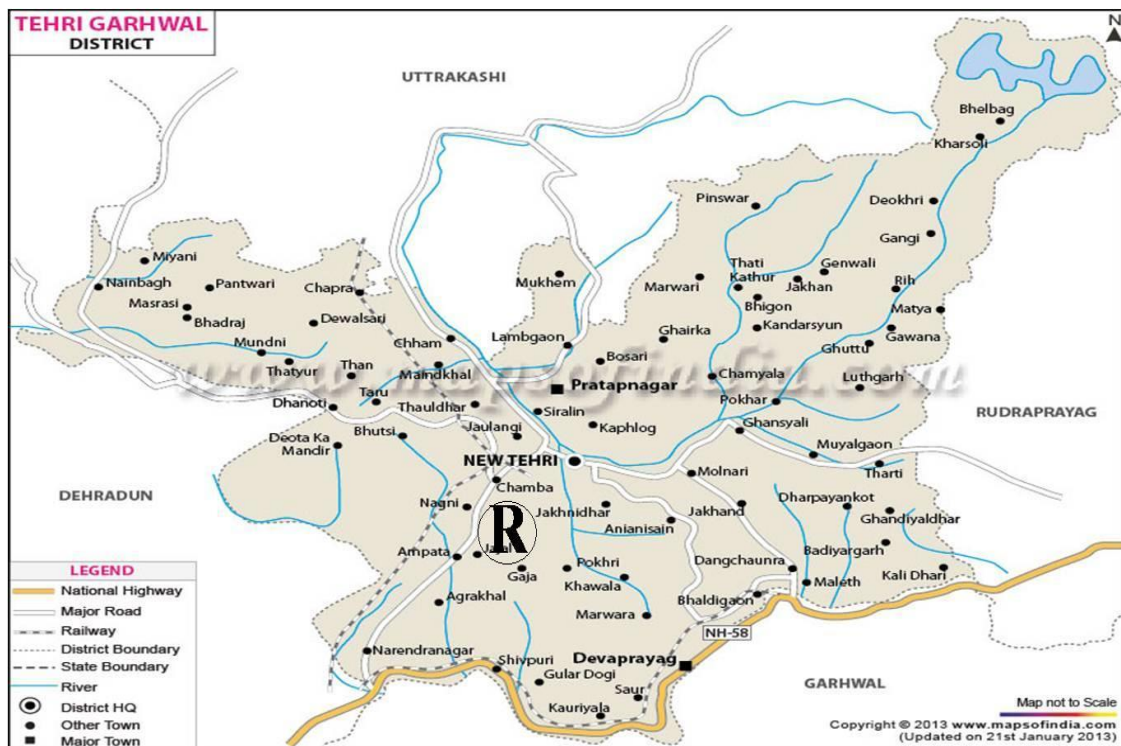 TEHRI GARHWAL
DISTRICT
N
UTTRAKASHI
Bhelbag
Kharsoli
Pinswar
Deokhri
Gangi
Miyani
Thati
Kathur
Genwali
Nainbagh
Pantwari
Chapra
Mukhem
Marwari
Jakhan
Rih
Masrasi
Bhigon
Matya
Bhadraj
Dewalsari
Ghairka
Kandarsyun
Gawana
Mundni
Chham
Lambgaon
Ghuttu
Thatyur
Than
Maindkhal
Bosari
Chamyala
Luthgarh
www.mapsofindia.com
Pratapnagar
Dhanoti
Taru
Thauldhar
Siralin
Pokhar
RUDRAPRAYAG
Deota Ka
Mandir
Bhutsi
Jaulangi
Kaphlog
Ghansyali
Muyalgaon
NEW TEHRI
Molnari
Tharti
DEHRADUN
Chamba
Nagni
Jakhnidhar
Jakhand
Dharpayankot
R
Anianisain
Ghandiyaldhar
Ampata
Gaja
Pokhri
Dangchaunra
Badiyargarh
Khawala
Maleth
Kali Dhari
Agrakhal
Marwara
Bhaldigaon
NH-58
Narendranagar
Shivpuri
Devaprayag
Gular Dogi
GARHWAL
Saur
Kauriyala
LEGEND
National Highway
Major Road
Railway
District Boundary
State Boundary
River
District HQ
Other Town
Major Town
Map not to Scale
Copyright © 2013 www.mapsofindia.com
(Updated on 21st January 2013)